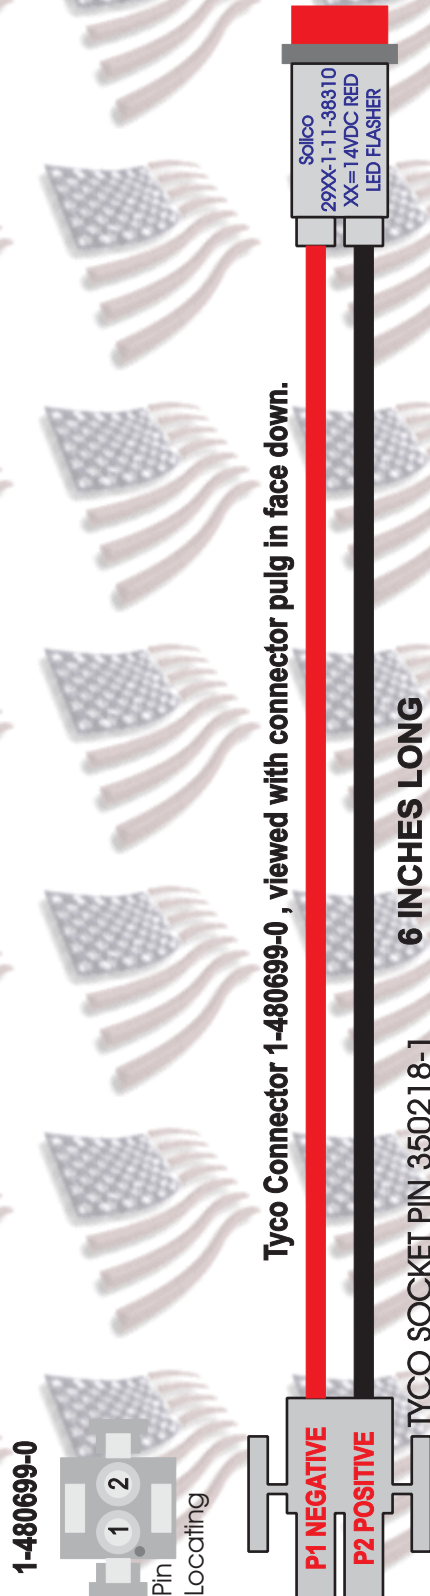 1-480699-0
1 2
Pin
Locating
Tyco Connector 1-480699-0 , viewed with connector pulg in face down.
Sollco
29XX-1-11-38310
XX=14VDC RED
LED FLASHER
P1 NEGATIVE
P2 POSITIVE
6 INCHES LONG
TYCO SOCKET PIN 350218-1